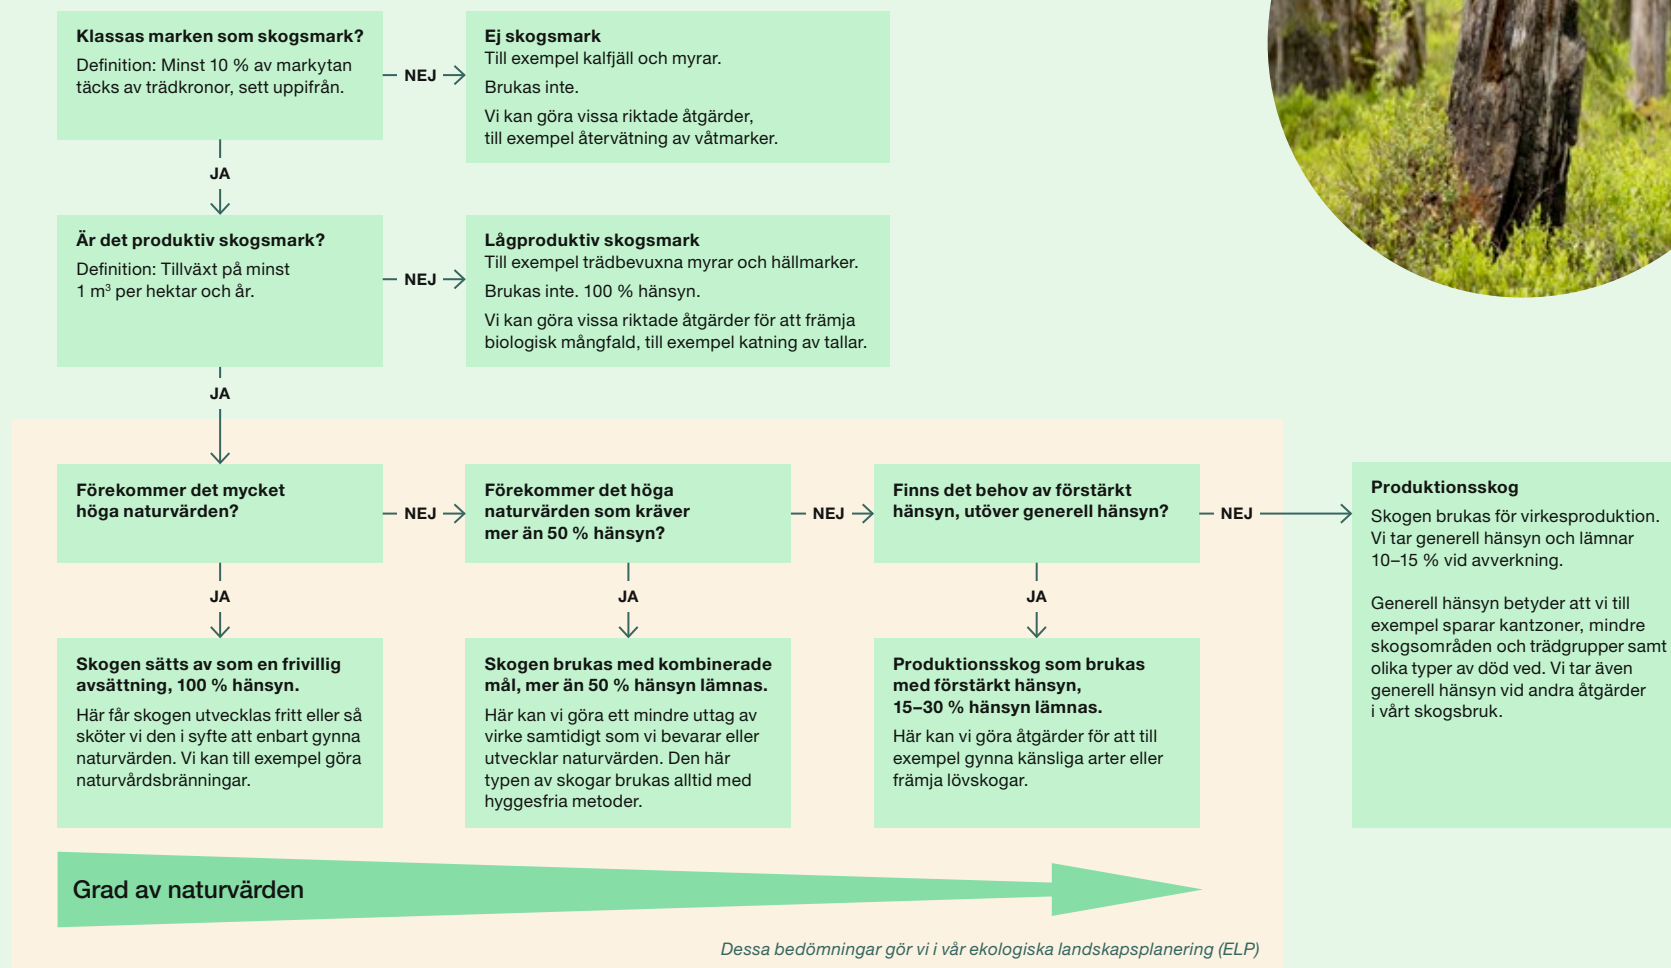 Klassas marken som skogsmark?
Definition: Minst 10 % av markytan
täcks av trädkronor, sett uppifrån.
NEJ
Ej skogsmark
Till exempel kalfjäll och myrar.
Brukas inte.
Vi kan göra vissa riktade åtgärder,
till exempel återvätning av våtmarker.
JA
Är det produktiv skogsmark?
Definition: Tillväxt på minst
1 m³ per hektar och år.
NEJ
Lågproduktiv skogsmark
Till exempel trädbevuxna myrar och hällmarker.
Brukas inte. 100 % hänsyn.
Vi kan göra vissa riktade åtgärder för att främja
biologisk mångfald, till exempel katning av tallar.
JA
Förekommer det mycket
höga naturvärden?
NEJ
Förekommer det höga
naturvärden som kräver
mer än 50 % hänsyn?
NEJ
Finns det behov av förstärkt
hänsyn, utöver generell hänsyn?
NEJ
Produktionsskog
Skogen brukas för virkesproduktion.
Vi tar generell hänsyn och lämnar
10–15 % vid avverkning.
Generell hänsyn betyder att vi till
exempel sparar kantzoner, mindre
skogsområden och trädgrupper samt
olika typer av död ved. Vi tar även
generell hänsyn vid andra åtgärder
i vårt skogsbruk.
JA
JA
JA
Skogen sätts av som en frivillig
avsättning, 100 % hänsyn.
Här får skogen utvecklas fritt eller så
sköter vi den i syfte att enbart gynna
naturvärden. Vi kan till exempel göra
naturvårdsbränningar.
Skogen brukas med kombinerade
mål, mer än 50 % hänsyn lämnas.
Här kan vi göra ett mindre uttag av
virke samtidigt som vi bevarar eller
utvecklar naturvärden. Den här
typen av skogar brukas alltid med
hyggesfria metoder.
Produktionsskog som brukas
med förstärkt hänsyn,
15–30 % hänsyn lämnas.
Här kan vi göra åtgärder för att till
exempel gynna känsliga arter eller
främja lövskogar.
Grad av naturvärden
Dessa bedömningar gör vi i vår ekologiska landskapsplanering (ELP)